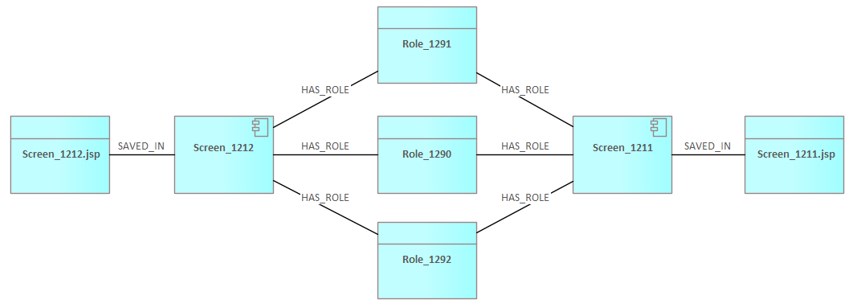 Role_1291
HAS_ROLE
HAS_ROLE
Screen_1212.jsp
SAVED_IN
Screen_1212
HAS_ROLE
Role_1290
HAS_ROLE
Screen_1211
SAVED_IN
Screen_1211.jsp
HAS_ROLE
HAS_ROLE
Role_1292